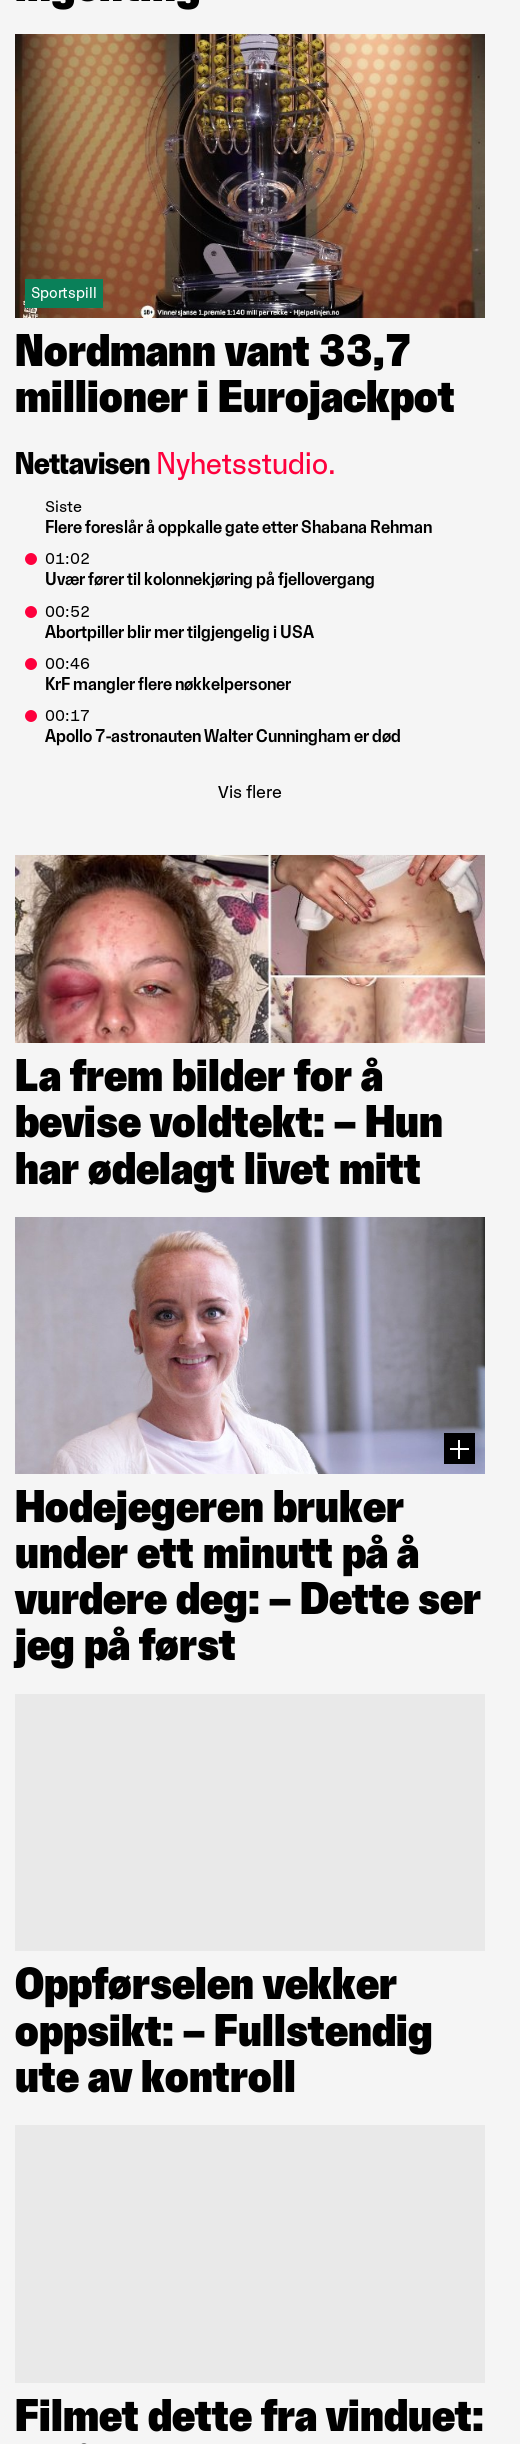 Sportspill
18+ Vinnersjanse 1.premie 1:140 mill per rekke - Hjelpelinjen.no
Nordmann vant 33,7
millioner i Eurojackpot
Nettavisen Nyhetsstudio.
Siste
Flere foreslår å oppkalle gate etter Shabana Rehman
01:02
Uvær fører til kolonnekjøring på fjellovergang
00:52
Abortpiller blir mer tilgjengelig i USA
00:46
KrF mangler flere nøkkelpersoner
00:17
Apollo 7-astronauten Walter Cunningham er død
Vis flere
La frem bilder for å
bevise voldtekt: – Hun
har ødelagt livet mitt
Hodejegeren bruker
under ett minutt på å
vurdere deg: – Dette ser
jeg på først
Oppførselen vekker
oppsikt: – Fullstendig
ute av kontroll
Filmet dette fra vinduet: